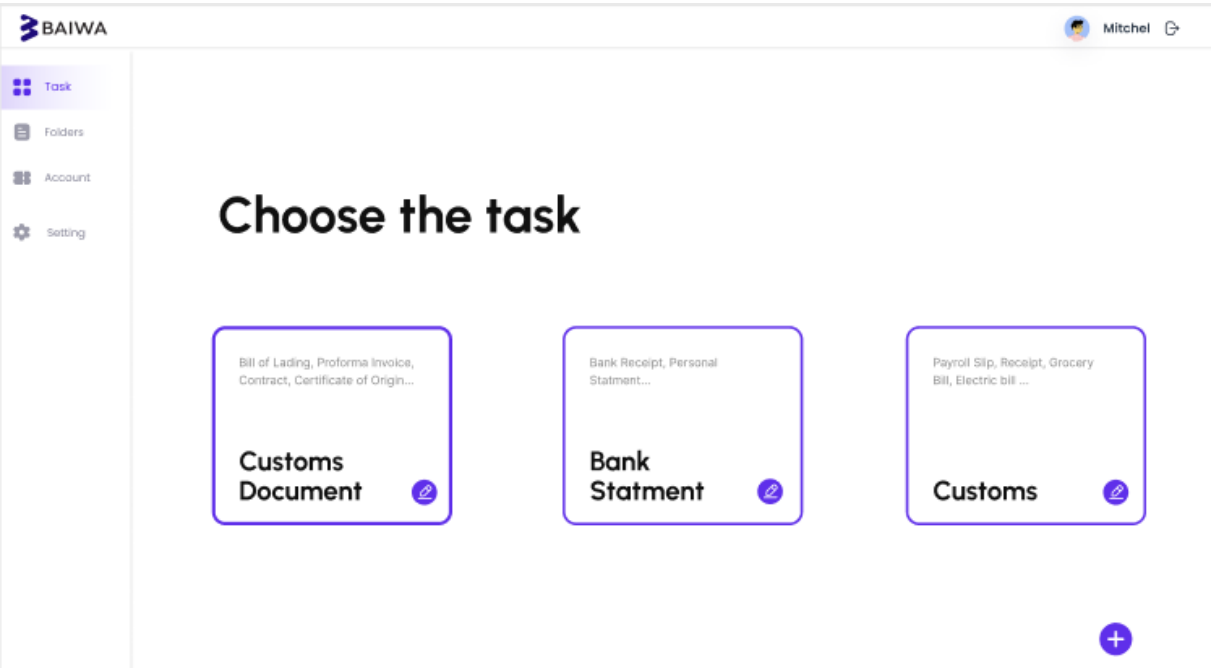 BAIWA
Mitchel
Task
Folders
Account
Setting
Choose the task
Bill of Lading, Proforma Invoice,
Contract, Certificate of Origin...
Customs
Document
Bank Receipt, Personal
Statment...
Bank
Statment
Payroll Slip, Receipt, Grocery
Bill, Electric bill ...
Customs